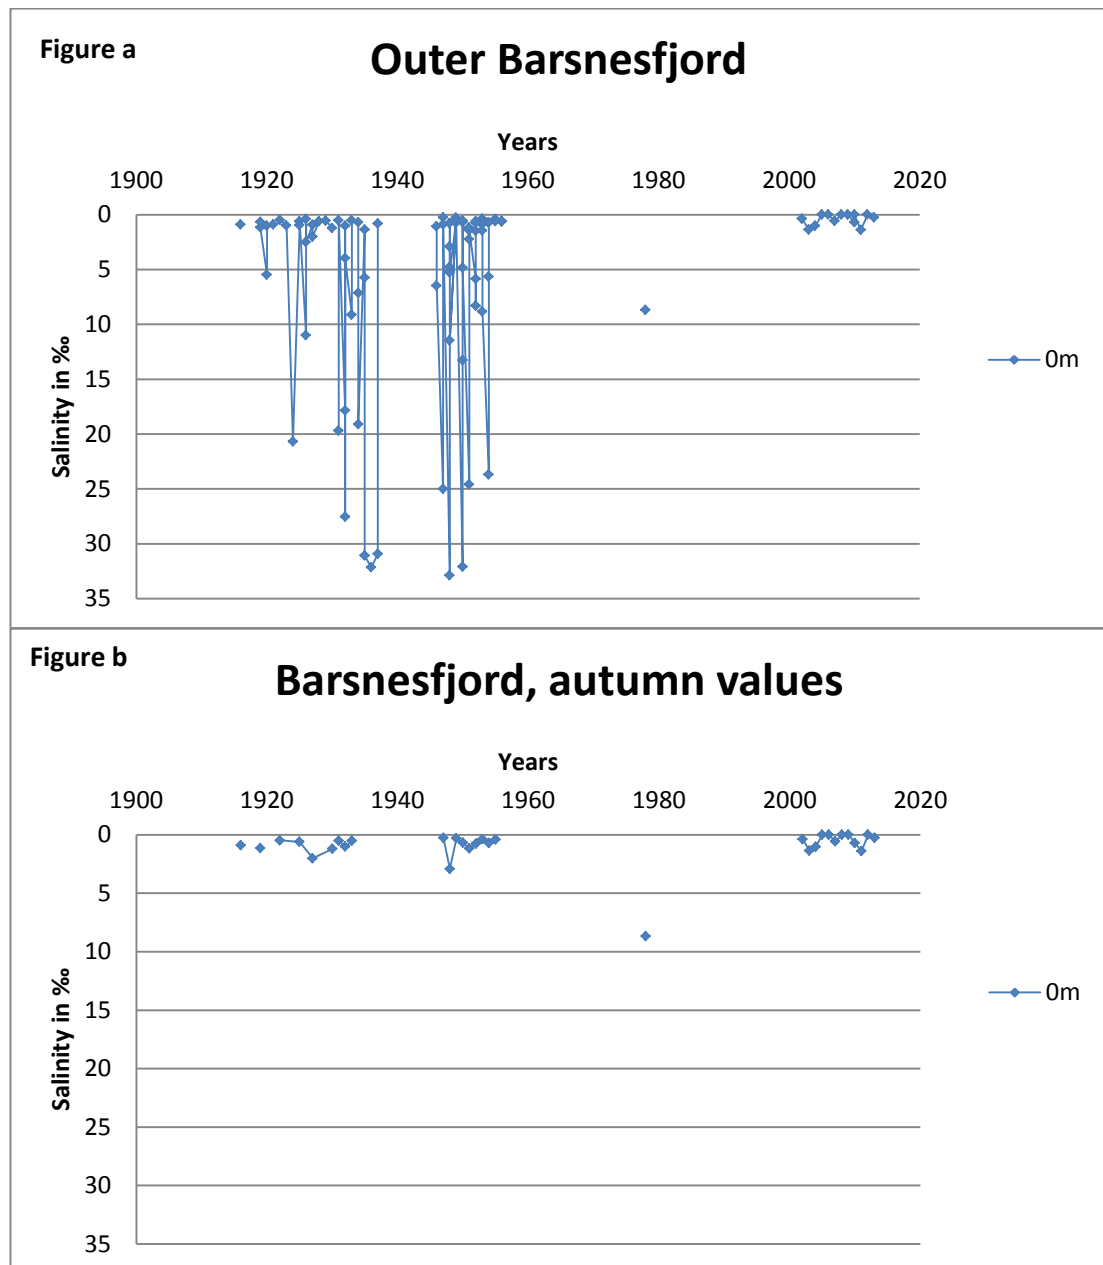 Figure a
Outer Barsnesfjord
Years
1900 1920 1940 1960 1980 2000 2020
0
5
10
15
20
25
30
35
Salinity in ‰
0m
Figure b
Barsnesfjord, autumn values
Years
1900 1920 1940 1960 1980 2000 2020
0
5
10
15
20
25
30
35
Salinity in ‰
0m